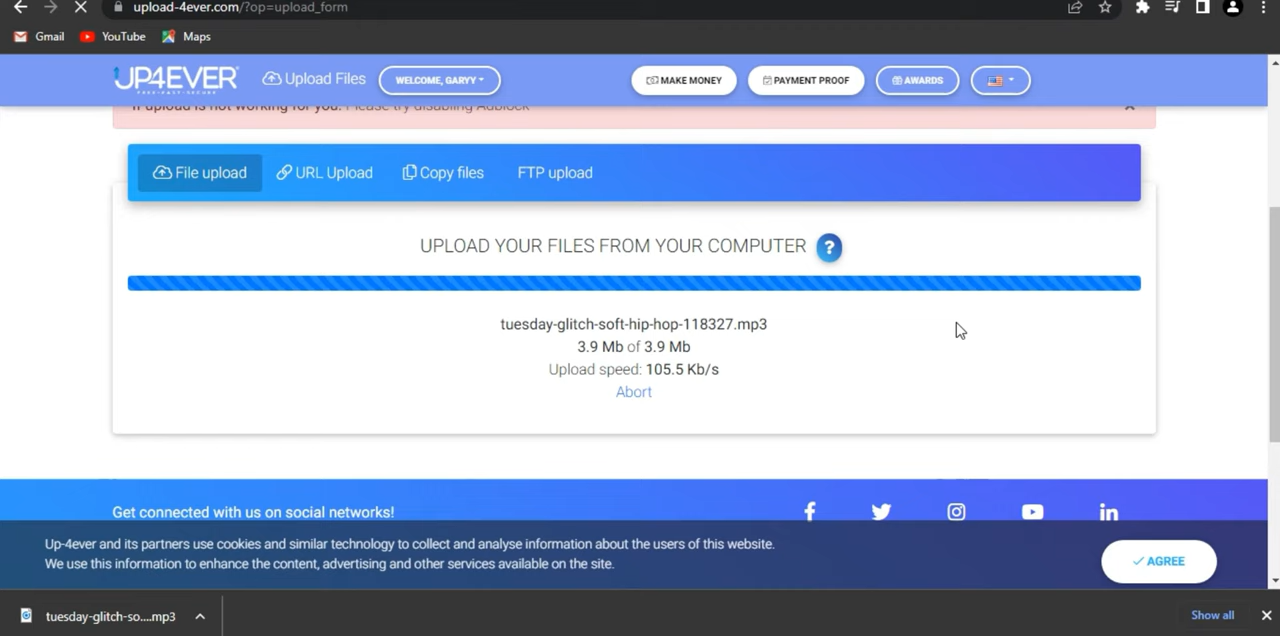 upload-4ever.com/?op=upload_form
Gmail YouTube Maps
UP4EVER Upload Files WELCOME, GARYY MAKE MONEY PAYMENT PROOF AWARDS
FREE-FAST-SECURE
If upload is not working for you. Please try disabling Adblock
File upload URL Upload Copy files FTP upload
UPLOAD YOUR FILES FROM YOUR COMPUTER ?
tuesday-glitch-soft-hip-hop-118327.mp3
3.9 Mb of 3.9 Mb
Upload speed: 105.5 Kb/s
Abort
Get connected with us on social networks!
Up-4ever and its partners use cookies and similar technology to collect and analyse information about the users of this website.
We use this information to enhance the content, advertising and other services available on the site.
AGREE
tuesday-glitch-so....mp3 Show all